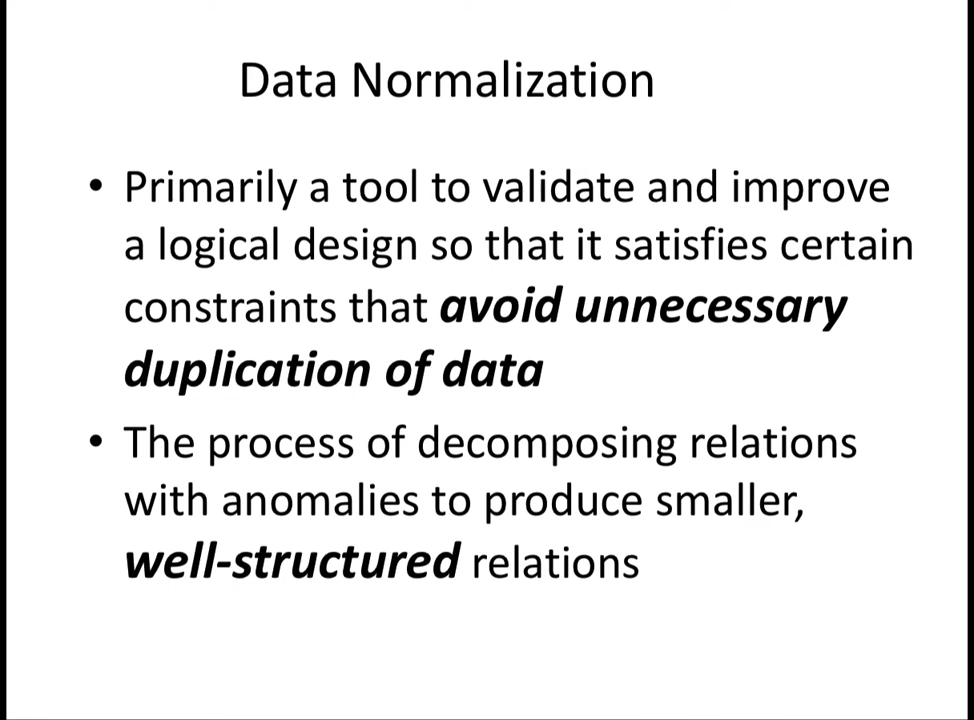 Data Normalization
• Primarily a tool to validate and improve
a logical design so that it satisfies certain
constraints that avoid unnecessary
duplication of data
• The process of decomposing relations
with anomalies to produce smaller,
well-structured relations